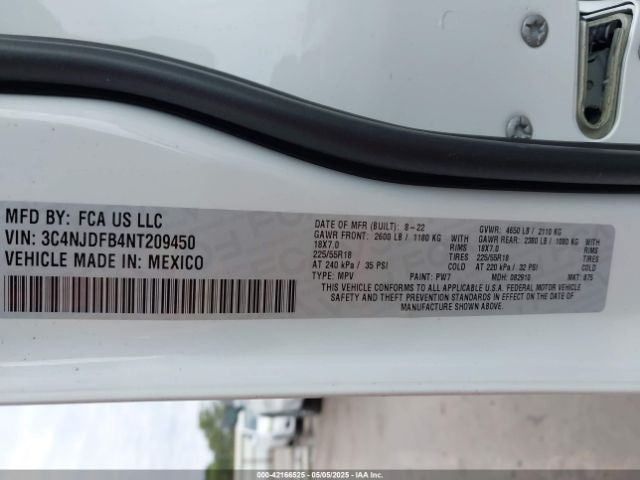 MFD BY: FCA US LLC
VIN: 3C4NJDFB4NT209450
VEHICLE MADE IN: MEXICO
DATE OF MFR (BUILT): 8-22
GAWR FRONT: 2600 LB / 1180 KG WITH
18X7.0 RIMS
225/55R18 TIRES
AT 240 kPa / 35 PSI COLD
TYPE: MPV PAINT: PW7
GVWR: 4650 LB / 2110 KG
GAWR REAR: 2380 LB / 1080 KG WITH
18X7.0 RIMS
225/55R18 TIRES
AT 220 kPa / 32 PSI COLD
MDH: 082910 MKT: 875
THIS VEHICLE CONFORMS TO ALL APPLICABLE U.S.A. FEDERAL MOTOR VEHICLE
SAFETY AND THEFT PREVENTION STANDARDS IN EFFECT ON THE DATE OF MANUFACTURE
SHOWN ABOVE.
000-42166525 - 05/05/2025 - IAA Inc.